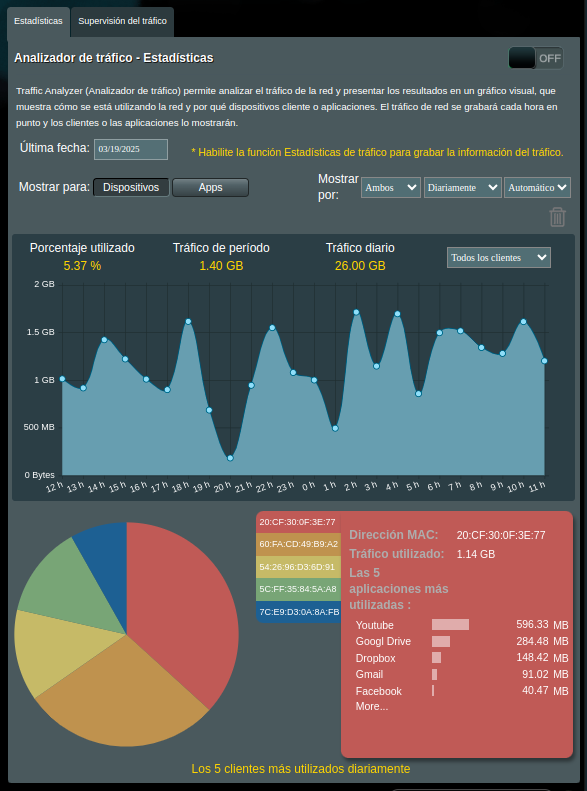 Estadísticas
Supervisión del tráfico
Analizador de tráfico - Estadísticas
OFF
Traffic Analyzer (Analizador de tráfico) permite analizar el tráfico de la red y presentar los resultados en un gráfico visual, que
muestra cómo se está utilizando la red y por qué dispositivos cliente o aplicaciones. El tráfico de red se grabará cada hora en
punto y los clientes o las aplicaciones lo mostrarán.
Última fecha: 03/19/2025
* Habilite la función Estadísticas de tráfico para grabar la información del tráfico.
Mostrar para: Dispositivos Apps
Mostrar
por:
Ambos Diariamente Automático
Porcentaje utilizado Tráfico de período Tráfico diario
5.37 % 1.40 GB 26.00 GB
Todos los clientes
2 GB
1.5 GB
1 GB
500 MB
0 Bytes
12 h 13 h 14 h 15 h 16 h 17 h 18 h 19 h 20 h 21 h 22 h 23 h 0 h 1 h 2 h 3 h 4 h 5 h 6 h 7 h 8 h 9 h 10 h 11 h
20:CF:30:0F:3E:77
60:FA:CD:49:B9:A2
54:26:96:D3:6D:91
5C:FF:35:84:5A:A8
7C:E9:D3:0A:8A:FB
Dirección MAC: 20:CF:30:0F:3E:77
Tráfico utilizado: 1.14 GB
Las 5
aplicaciones más
utilizadas :
Youtube 596.33 MB
Googl Drive 284.48 MB
Dropbox 148.42 MB
Gmail 91.02 MB
Facebook 40.47 MB
More...
Los 5 clientes más utilizados diariamente